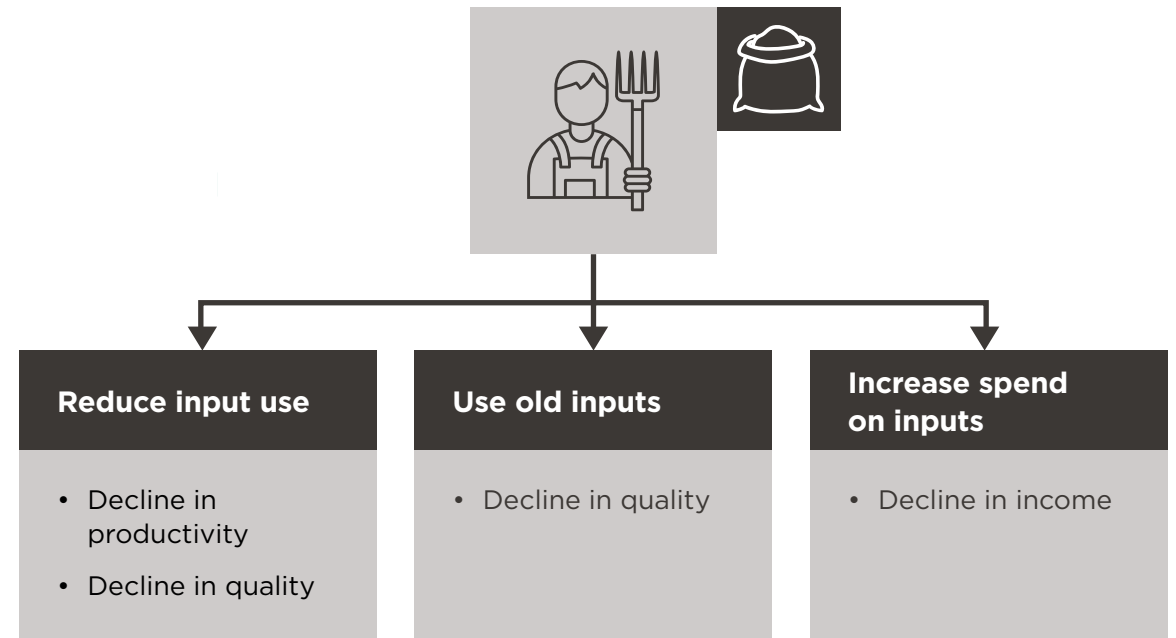 Reduce input use
• Decline in
productivity
• Decline in quality
Use old inputs
• Decline in quality
Increase spend
on inputs
• Decline in income